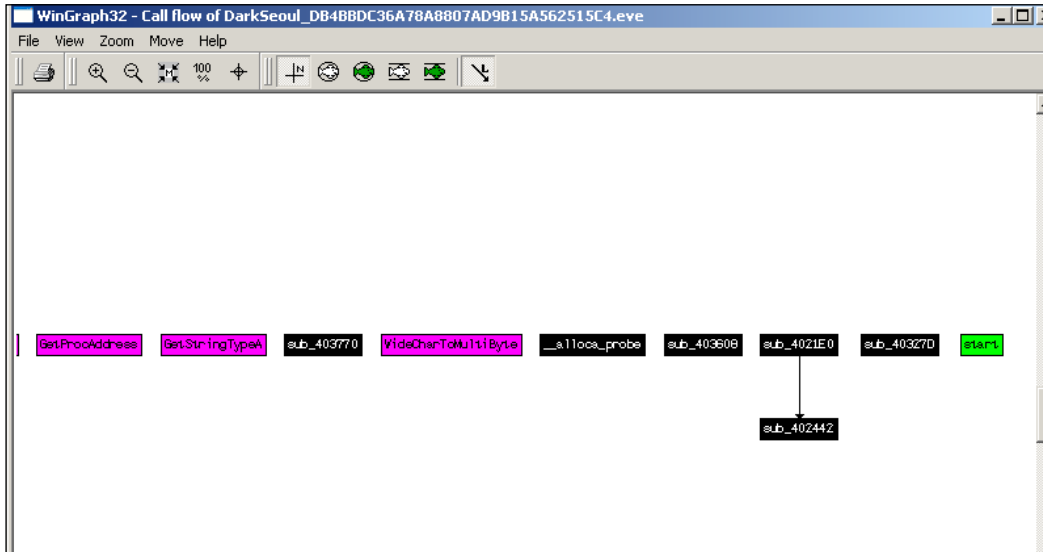 WinGraph32 - Call flow of DarkSeoul_DB4BBDC36A78A8807AD9B15A562515C4.eve
File View Zoom Move Help
100 %
N
GetProcAddress GetStringTypeA sub_403770 WideCharToMultiByte __alloca_probe sub_403608 sub_4021E0 sub_40327D start
sub_402442